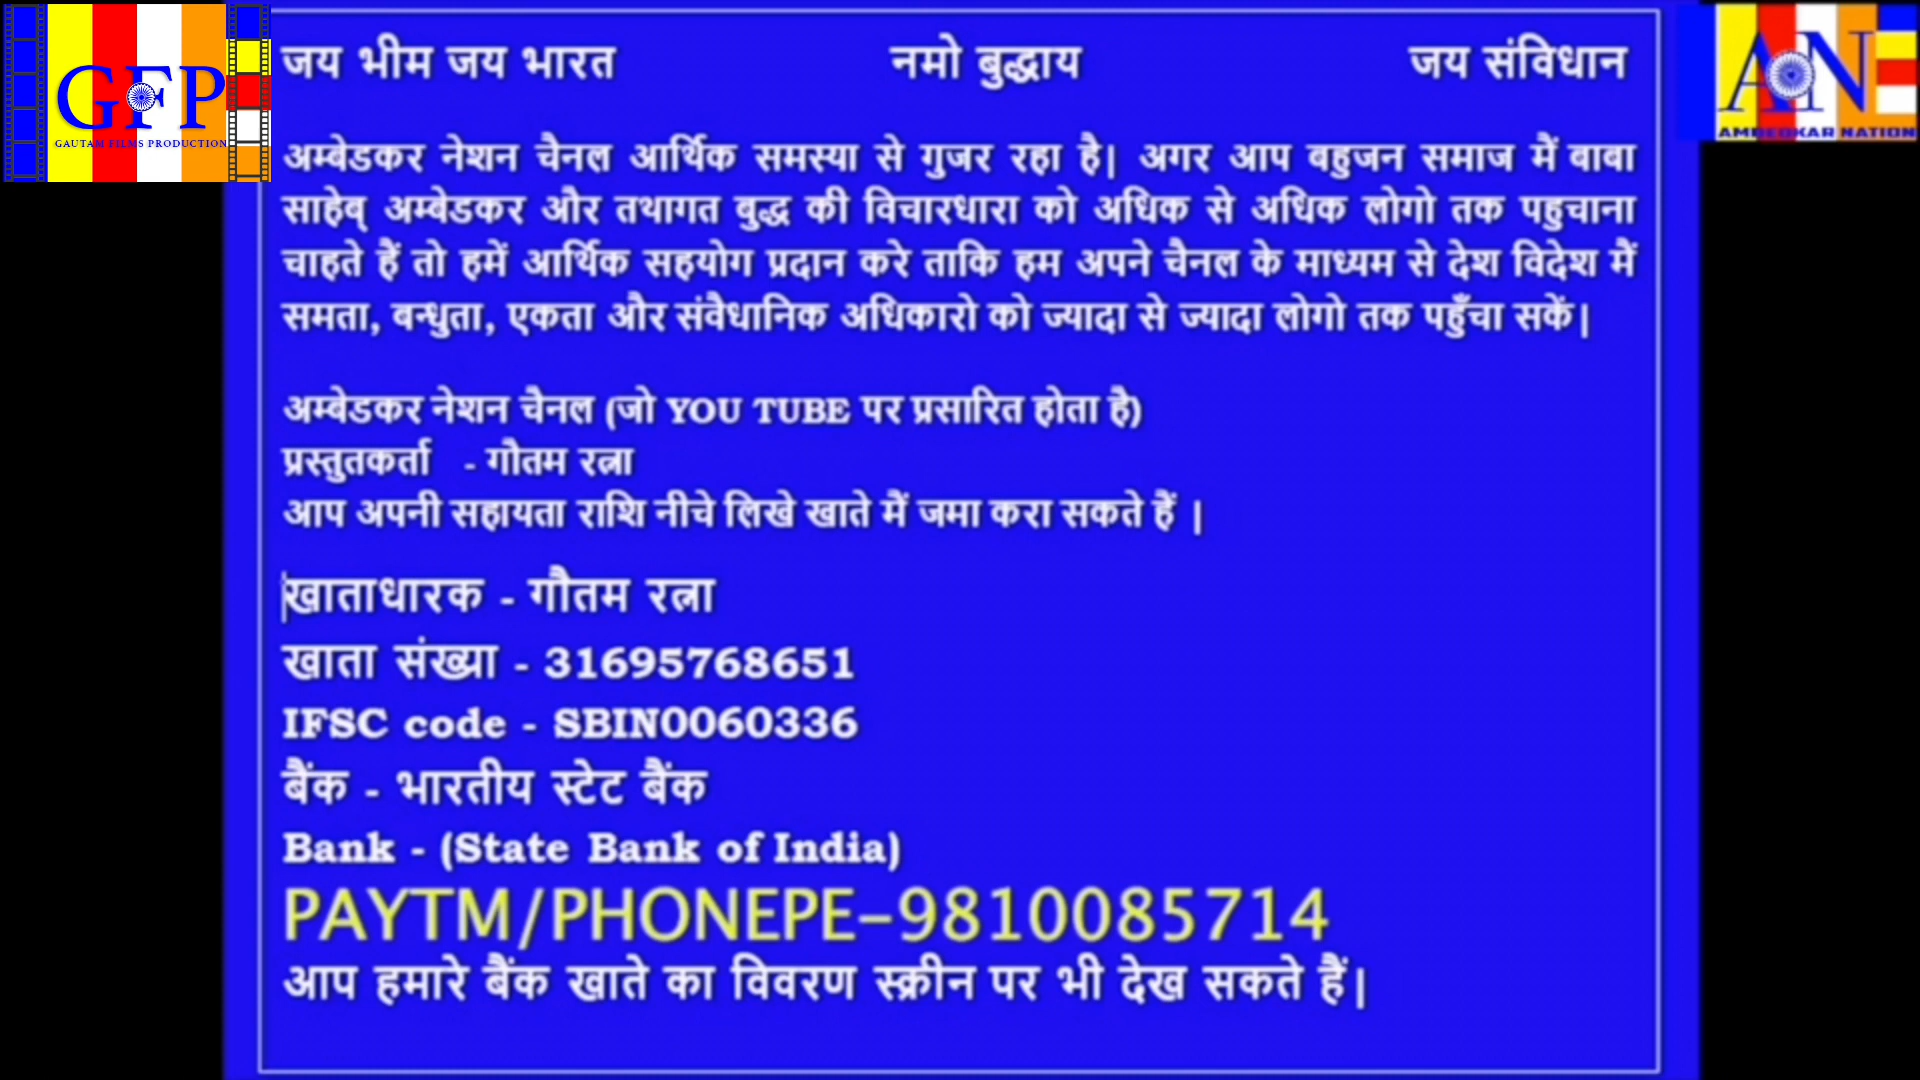 GFP
GAUTAM FILMS PRODUCTION
AN
AMBEDKAR NATION
जय भीम जय भारत नमो बुद्धाय जय संविधान
अम्बेडकर नेशन चैनल आर्थिक समस्या से गुजर रहा है| अगर आप बहुजन समाज मैं बाबा
साहेब् अम्बेडकर और तथागत बुद्ध की विचारधारा को अधिक से अधिक लोगो तक पहुचाना
चाहते हैं तो हमें आर्थिक सहयोग प्रदान करे ताकि हम अपने चैनल के माध्यम से देश विदेश मैं
समता, बन्धुता, एकता और संवैधानिक अधिकारो को ज्यादा से ज्यादा लोगो तक पहुँचा सकें|
अम्बेडकर नेशन चैनल (जो YOU TUBE पर प्रसारित होता है)
प्रस्तुतकर्ता - गौतम रत्ना
आप अपनी सहायता राशि नीचे लिखे खाते मैं जमा करा सकते हैं |
खाताधारक - गौतम रत्ना
खाता संख्या - 31695768651
IFSC code - SBIN0060336
बैंक - भारतीय स्टेट बैंक
Bank - (State Bank of India)
PAYTM/PHONEPE-9810085714
आप हमारे बैंक खाते का विवरण स्क्रीन पर भी देख सकते हैं|